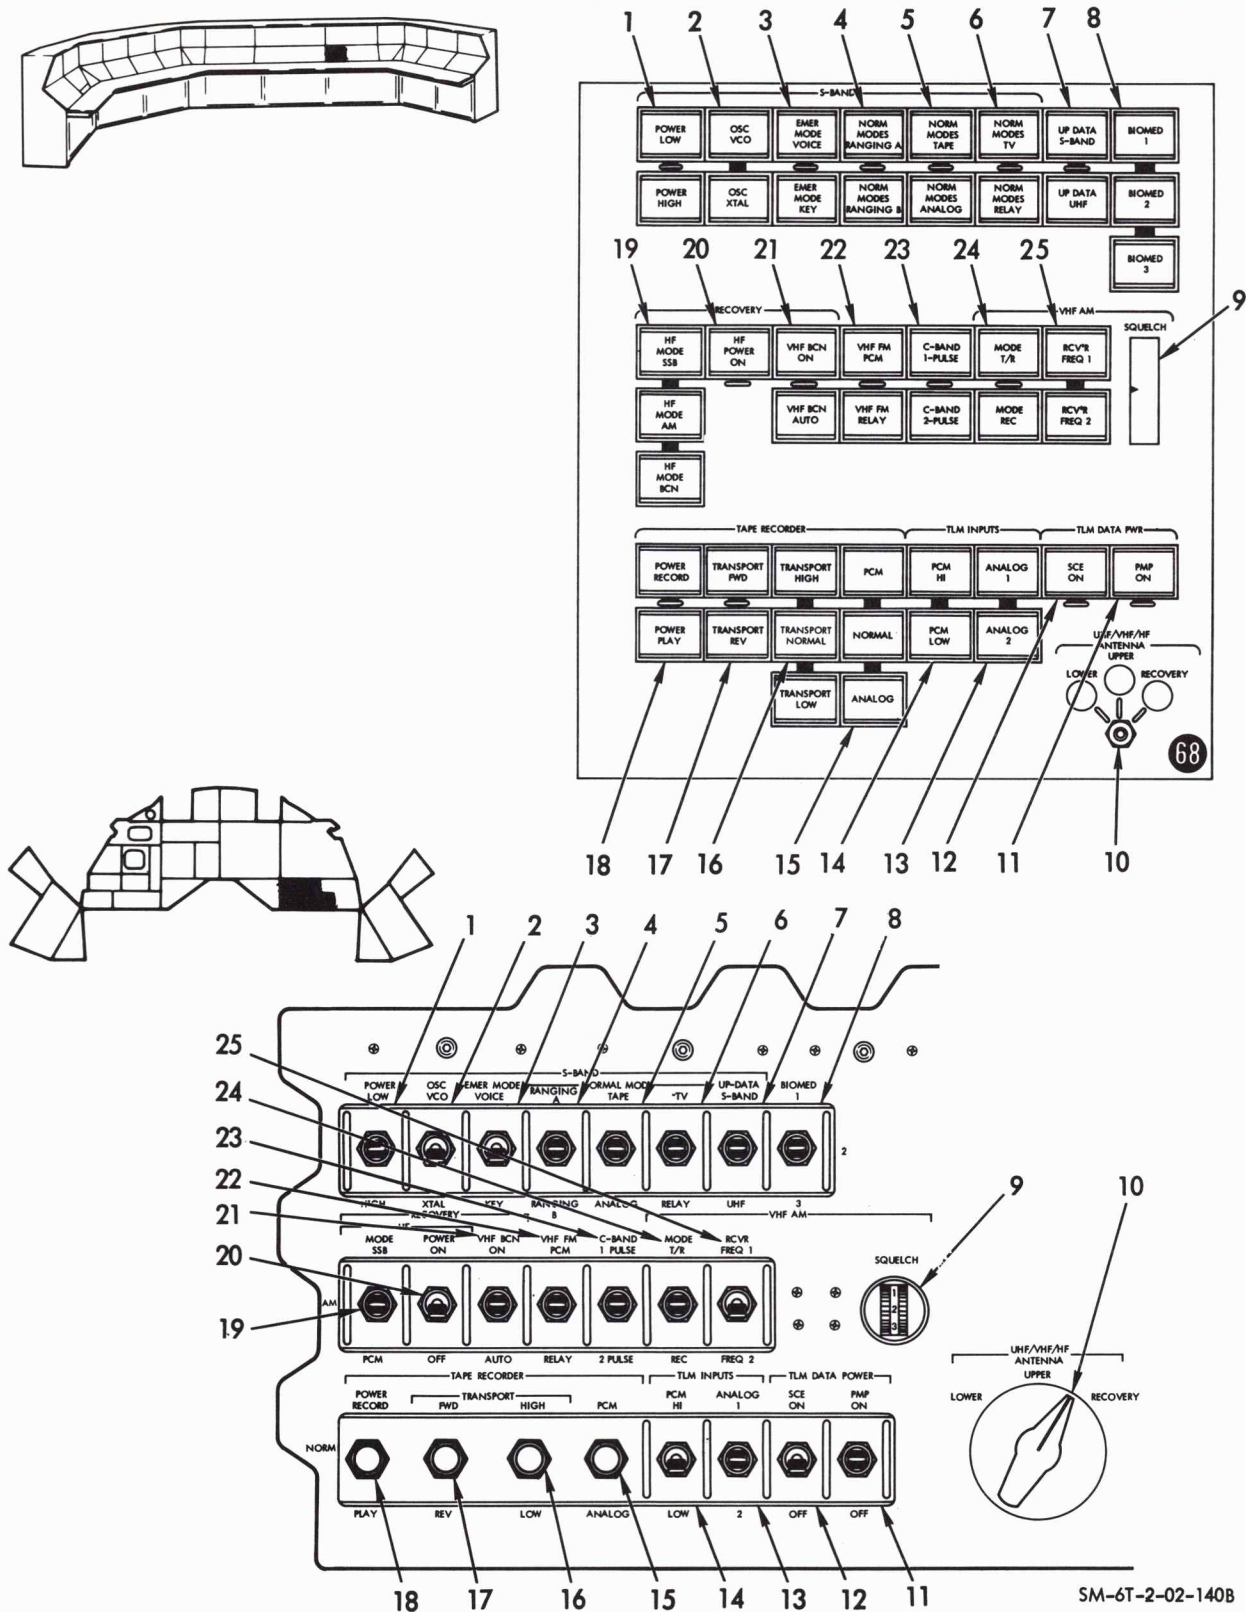 1 2 3 4 5 6 7 8
S-BAND
POWER LOW
OSC VCO
EMER MODE VOICE
NORM MODES RANGING A
NORM MODES TAPE
NORM MODES TV
UP DATA S-BAND
BIOMED 1
POWER HIGH
OSC XTAL
EMER MODE KEY
NORM MODES RANGING B
NORM MODES ANALOG
NORM MODES RELAY
UP DATA UHF
BIOMED 2
BIOMED 3
19 20 21 22 23 24 25
9
RECOVERY
VHF AM
SQUELCH
HF MODE SSB
HF POWER ON
VHF BCN ON
VHF FM PCM
C-BAND 1-PULSE
MODE T/R
RCV'R FREQ 1
HF MODE AM
VHF BCN AUTO
VHF FM RELAY
C-BAND 2-PULSE
MODE REC
RCV'R FREQ 2
HF MODE BCN
TAPE RECORDER
TLM INPUTS
TLM DATA PWR
POWER RECORD
TRANSPORT FWD
TRANSPORT HIGH
PCM
PCM HI
ANALOG 1
SCE ON
PMP ON
POWER PLAY
TRANSPORT REV
TRANSPORT NORMAL
NORMAL
PCM LOW
ANALOG 2
TRANSPORT LOW
ANALOG
UHF/VHF/HF
ANTENNA
UPPER
LOWER
RECOVERY
68
18 17 16 15 14 13 12 11 10
1 2 3 4 5 6 7 8
25
24
23
22
21
20
19
S-BAND
NORMAL MODE
POWER LOW
OSC VCO
EMER MODE VOICE
RANGING A
TAPE
TV
UP-DATA S-BAND
BIOMED 1
2
HIGH
XTAL
KEY
RANGING B
ANALOG
RELAY
UHF
3
RECOVERY
HF
VHF AM
MODE SSB
POWER ON
VHF BCN ON
VHF FM PCM
C-BAND 1 PULSE
MODE T/R
RCVR FREQ 1
AM
PCM
OFF
AUTO
RELAY
2 PULSE
REC
FREQ 2
SQUELCH
1
2
3
9
10
TAPE RECORDER
TLM INPUTS
TLM DATA POWER
POWER RECORD
TRANSPORT
FWD
HIGH
PCM
PCM HI
ANALOG 1
SCE ON
PMP ON
NORM
PLAY
REV
LOW
ANALOG
LOW
2
OFF
OFF
UHF/VHF/HF
ANTENNA
UPPER
LOWER
RECOVERY
18 17 16 15 14 13 12 11
SM-6T-2-02-140B